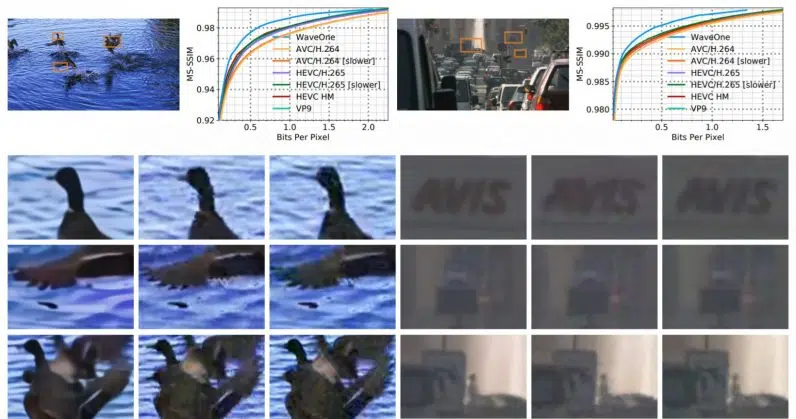 MS-SSIM
0.98
0.96
0.94
0.92
WaveOne
AVC/H.264
AVC/H.264 [slower]
HEVC/H.265
HEVC/H.265 [slower]
HEVC HM
VP9
0.5 1.0 1.5 2.0
Bits Per Pixel
MS-SSIM
0.995
0.990
0.985
0.980
WaveOne
AVC/H.264
AVC/H.264 [slower]
HEVC/H.265
HEVC/H.265 [slower]
HEVC HM
VP9
0.5 1.0 1.5
Bits Per Pixel
AVIS AVIS AVIS